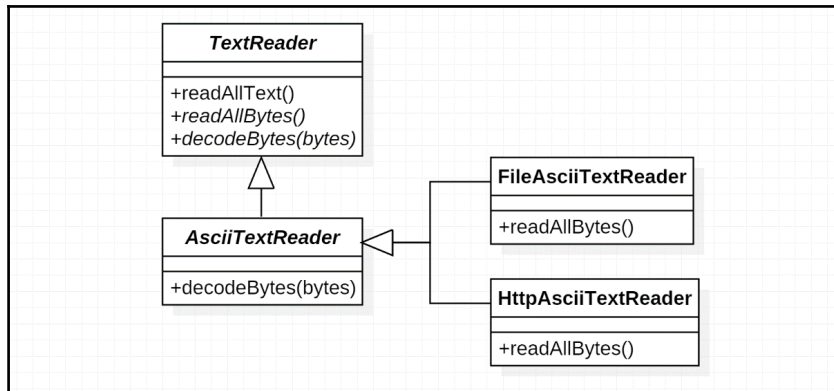 TextReader
+readAllText()
+readAllBytes()
+decodeBytes(bytes)
AsciiTextReader
+decodeBytes(bytes)
FileAsciiTextReader
+readAllBytes()
HttpAsciiTextReader
+readAllBytes()